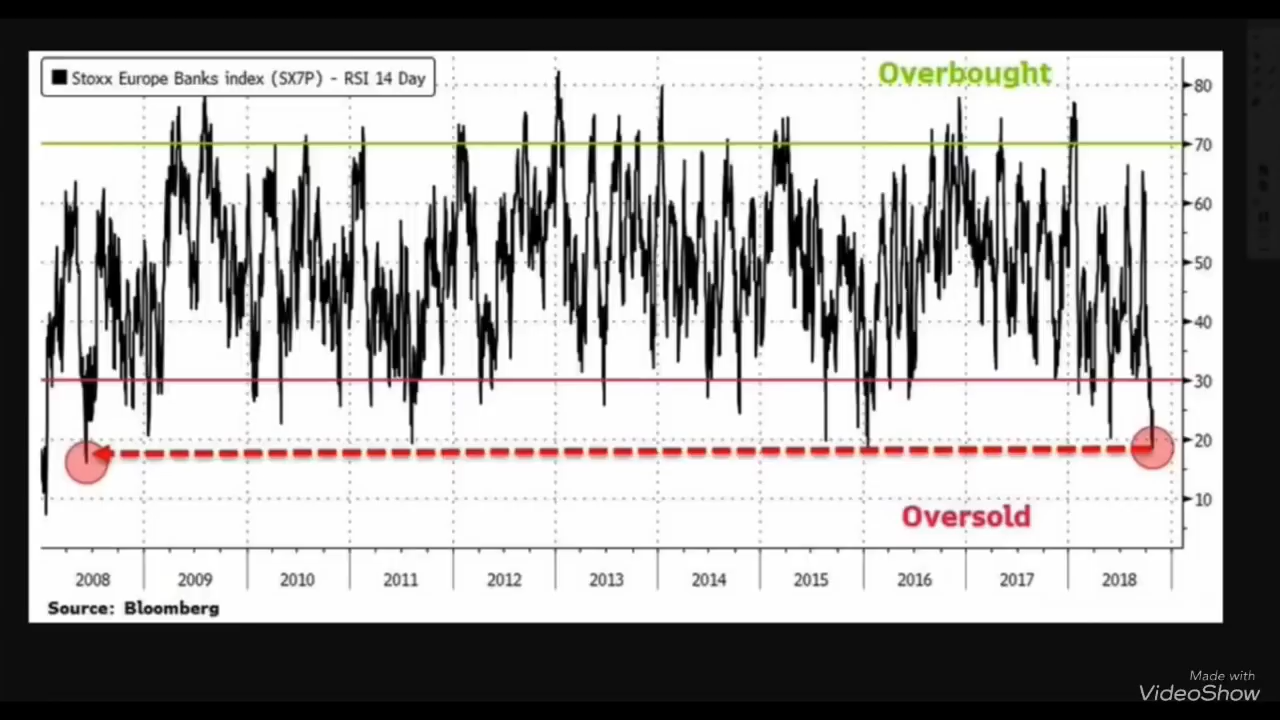 Stoxx Europe Banks index (SX7P) - RSI 14 Day
Overbought
80
70
60
50
40
30
20
10
Oversold
2008 2009 2010 2011 2012 2013 2014 2015 2016 2017 2018
Source: Bloomberg
Made with
VideoShow